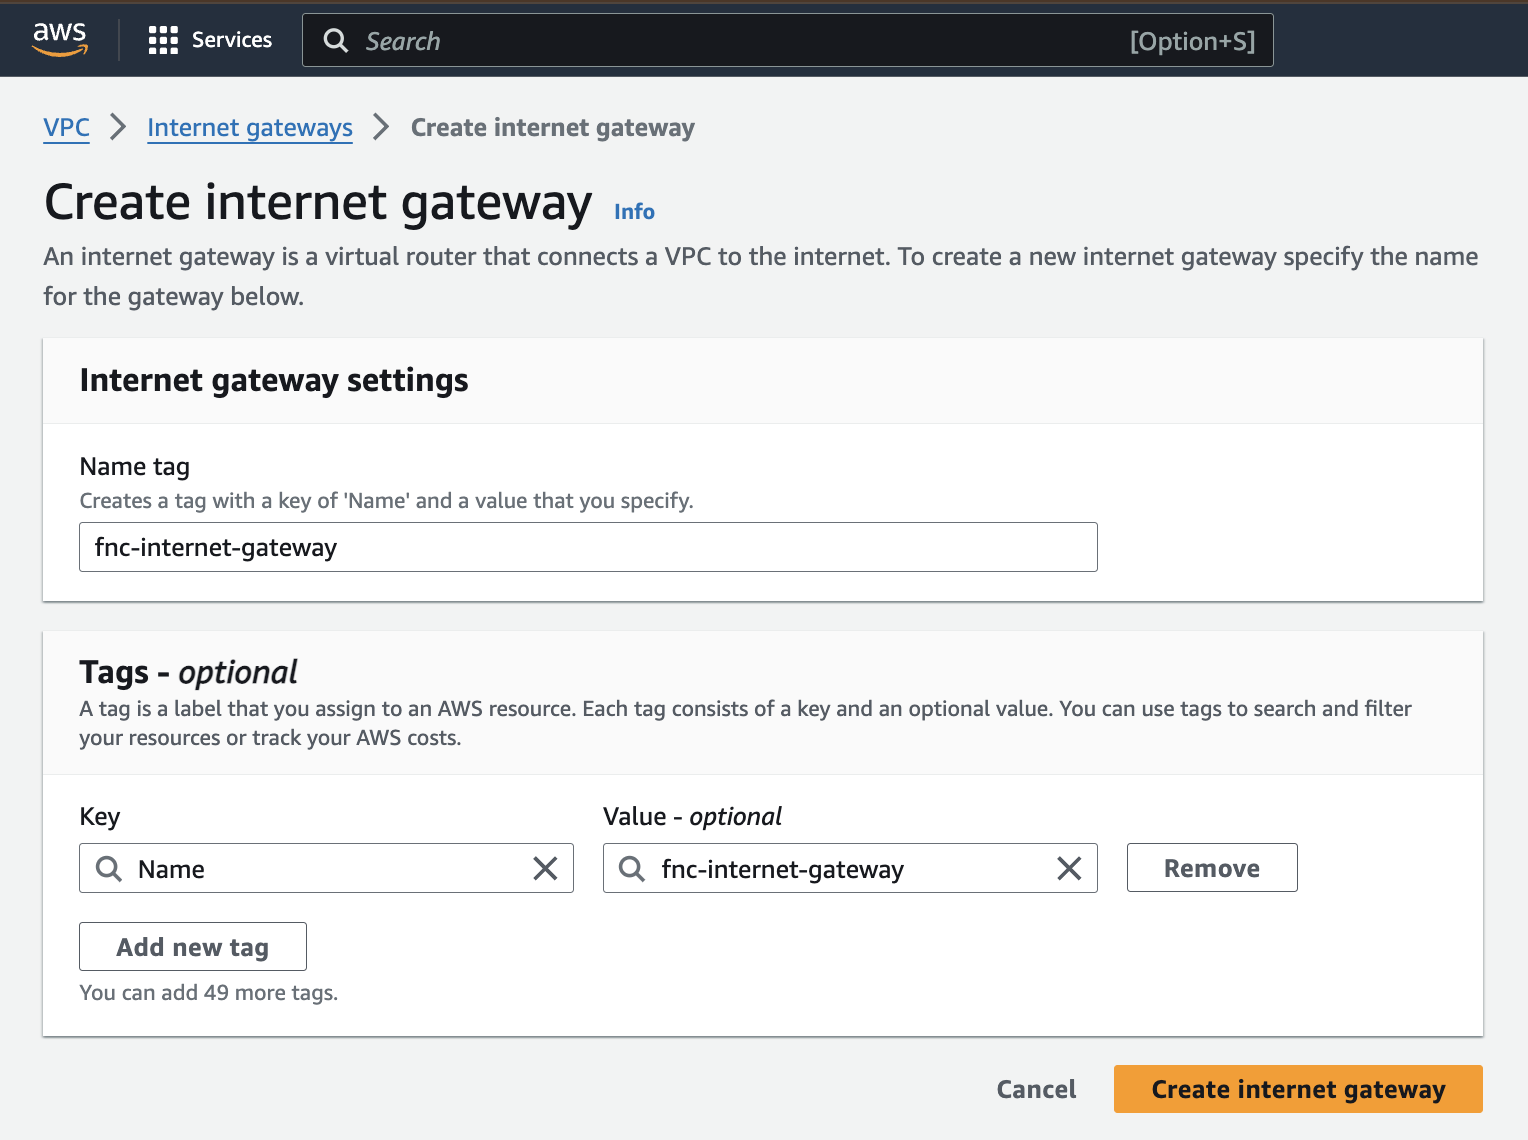 aws
Services
Search
[Option+S]
VPC
Internet gateways
Create internet gateway
Create internet gateway
Info
An internet gateway is a virtual router that connects a VPC to the internet. To create a new internet gateway specify the name
for the gateway below.
Internet gateway settings
Name tag
Creates a tag with a key of 'Name' and a value that you specify.
fnc-internet-gateway
Tags - optional
A tag is a label that you assign to an AWS resource. Each tag consists of a key and an optional value. You can use tags to search and filter
your resources or track your AWS costs.
Key
Value - optional
Name
fnc-internet-gateway
Remove
Add new tag
You can add 49 more tags.
Cancel
Create internet gateway